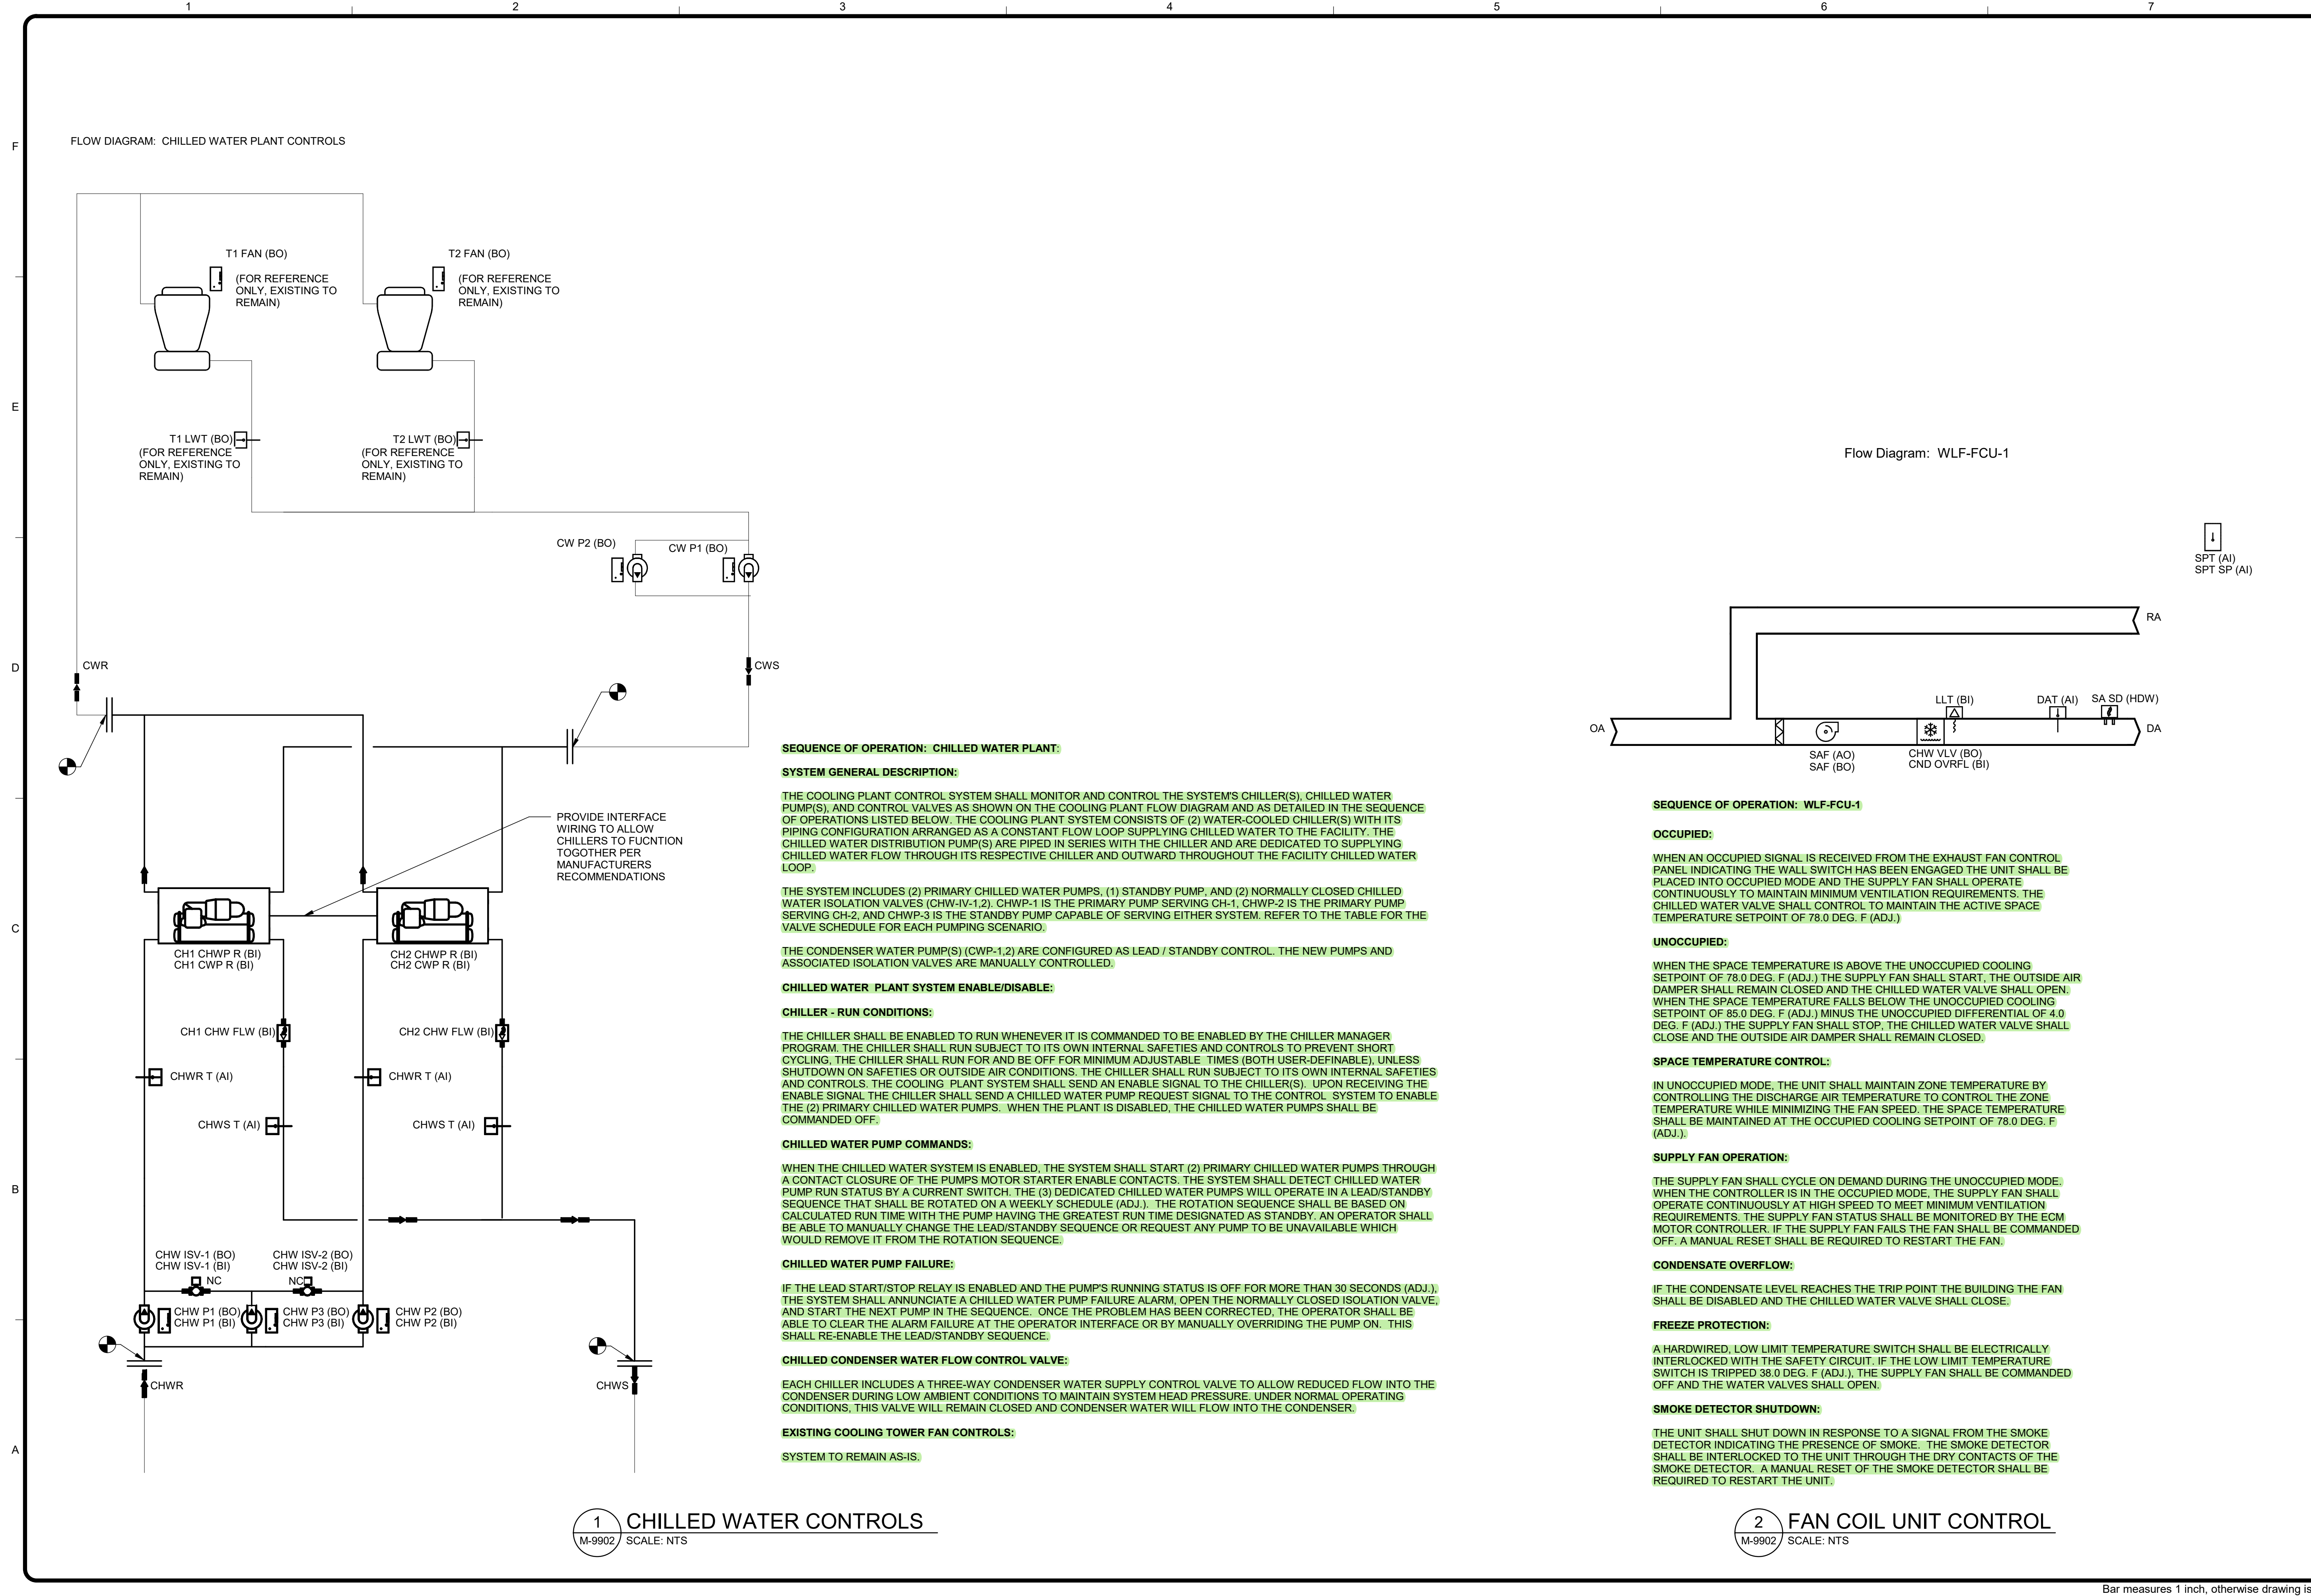 1
2
3
4
5
6
7
F
E
D
C
B
A
FLOW DIAGRAM:  CHILLED WATER PLANT CONTROLS
T1 FAN (BO)
(FOR REFERENCE
ONLY, EXISTING TO
REMAIN)
T2 FAN (BO)
(FOR REFERENCE
ONLY, EXISTING TO
REMAIN)
T1 LWT (BO)
(FOR REFERENCE
ONLY, EXISTING TO
REMAIN)
T2 LWT (BO)
(FOR REFERENCE
ONLY, EXISTING TO
REMAIN)
CW P2 (BO)
CW P1 (BO)
CWR
CWS
PROVIDE INTERFACE
WIRING TO ALLOW
CHILLERS TO FUCNTION
TOGOTHER PER
MANUFACTURERS
RECOMMENDATIONS
CH1 CHWP R (BI)
CH1 CWP R (BI)
CH2 CHWP R (BI)
CH2 CWP R (BI)
CH1 CHW FLW (BI)
CH2 CHW FLW (BI)
CHWR T (AI)
CHWR T (AI)
CHWS T (AI)
CHWS T (AI)
CHW ISV-1 (BO)
CHW ISV-1 (BI)
NC
CHW ISV-2 (BO)
CHW ISV-2 (BI)
NC
CHW P1 (BO)
CHW P1 (BI)
CHW P3 (BO)
CHW P3 (BI)
CHW P2 (BO)
CHW P2 (BI)
CHWR
CHWS
SEQUENCE OF OPERATION:  CHILLED WATER PLANT:
SYSTEM GENERAL DESCRIPTION:
THE COOLING PLANT CONTROL SYSTEM SHALL MONITOR AND CONTROL THE SYSTEM'S CHILLER(S), CHILLED WATER
PUMP(S), AND CONTROL VALVES AS SHOWN ON THE COOLING PLANT FLOW DIAGRAM AND AS DETAILED IN THE SEQUENCE
OF OPERATIONS LISTED BELOW. THE COOLING PLANT SYSTEM CONSISTS OF (2) WATER-COOLED CHILLER(S) WITH ITS
PIPING CONFIGURATION ARRANGED AS A CONSTANT FLOW LOOP SUPPLYING CHILLED WATER TO THE FACILITY. THE
CHILLED WATER DISTRIBUTION PUMP(S) ARE PIPED IN SERIES WITH THE CHILLER AND ARE DEDICATED TO SUPPLYING
CHILLED WATER FLOW THROUGH ITS RESPECTIVE CHILLER AND OUTWARD THROUGHOUT THE FACILITY CHILLED WATER
LOOP.
THE SYSTEM INCLUDES (2) PRIMARY CHILLED WATER PUMPS, (1) STANDBY PUMP, AND (2) NORMALLY CLOSED CHILLED
WATER ISOLATION VALVES (CHW-IV-1,2). CHWP-1 IS THE PRIMARY PUMP SERVING CH-1, CHWP-2 IS THE PRIMARY PUMP
SERVING CH-2, AND CHWP-3 IS THE STANDBY PUMP CAPABLE OF SERVING EITHER SYSTEM. REFER TO THE TABLE FOR THE
VALVE SCHEDULE FOR EACH PUMPING SCENARIO.
THE CONDENSER WATER PUMP(S) (CWP-1,2) ARE CONFIGURED AS LEAD / STANDBY CONTROL. THE NEW PUMPS AND
ASSOCIATED ISOLATION VALVES ARE MANUALLY CONTROLLED.
CHILLED WATER  PLANT SYSTEM ENABLE/DISABLE:
CHILLER - RUN CONDITIONS:
THE CHILLER SHALL BE ENABLED TO RUN WHENEVER IT IS COMMANDED TO BE ENABLED BY THE CHILLER MANAGER
PROGRAM. THE CHILLER SHALL RUN SUBJECT TO ITS OWN INTERNAL SAFETIES AND CONTROLS TO PREVENT SHORT
CYCLING, THE CHILLER SHALL RUN FOR AND BE OFF FOR MINIMUM ADJUSTABLE  TIMES (BOTH USER-DEFINABLE), UNLESS
SHUTDOWN ON SAFETIES OR OUTSIDE AIR CONDITIONS. THE CHILLER SHALL RUN SUBJECT TO ITS OWN INTERNAL SAFETIES
AND CONTROLS. THE COOLING  PLANT SYSTEM SHALL SEND AN ENABLE SIGNAL TO THE CHILLER(S).  UPON RECEIVING THE
ENABLE SIGNAL THE CHILLER SHALL SEND A CHILLED WATER PUMP REQUEST SIGNAL TO THE CONTROL  SYSTEM TO ENABLE
THE (2) PRIMARY CHILLED WATER PUMPS.  WHEN THE PLANT IS DISABLED, THE CHILLED WATER PUMPS SHALL BE
COMMANDED OFF.
CHILLED WATER PUMP COMMANDS:
WHEN THE CHILLED WATER SYSTEM IS ENABLED, THE SYSTEM SHALL START (2) PRIMARY CHILLED WATER PUMPS THROUGH
A CONTACT CLOSURE OF THE PUMPS MOTOR STARTER ENABLE CONTACTS. THE SYSTEM SHALL DETECT CHILLED WATER
PUMP RUN STATUS BY A CURRENT SWITCH. THE (3) DEDICATED CHILLED WATER PUMPS WILL OPERATE IN A LEAD/STANDBY
SEQUENCE THAT SHALL BE ROTATED ON A WEEKLY SCHEDULE (ADJ.).  THE ROTATION SEQUENCE SHALL BE BASED ON
CALCULATED RUN TIME WITH THE PUMP HAVING THE GREATEST RUN TIME DESIGNATED AS STANDBY. AN OPERATOR SHALL
BE ABLE TO MANUALLY CHANGE THE LEAD/STANDBY SEQUENCE OR REQUEST ANY PUMP TO BE UNAVAILABLE WHICH
WOULD REMOVE IT FROM THE ROTATION SEQUENCE.
CHILLED WATER PUMP FAILURE:
IF THE LEAD START/STOP RELAY IS ENABLED AND THE PUMP'S RUNNING STATUS IS OFF FOR MORE THAN 30 SECONDS (ADJ.),
THE SYSTEM SHALL ANNUNCIATE A CHILLED WATER PUMP FAILURE ALARM, OPEN THE NORMALLY CLOSED ISOLATION VALVE,
AND START THE NEXT PUMP IN THE SEQUENCE.  ONCE THE PROBLEM HAS BEEN CORRECTED, THE OPERATOR SHALL BE
ABLE TO CLEAR THE ALARM FAILURE AT THE OPERATOR INTERFACE OR BY MANUALLY OVERRIDING THE PUMP ON.  THIS
SHALL RE-ENABLE THE LEAD/STANDBY SEQUENCE.
CHILLED CONDENSER WATER FLOW CONTROL VALVE:
EACH CHILLER INCLUDES A THREE-WAY CONDENSER WATER SUPPLY CONTROL VALVE TO ALLOW REDUCED FLOW INTO THE
CONDENSER DURING LOW AMBIENT CONDITIONS TO MAINTAIN SYSTEM HEAD PRESSURE. UNDER NORMAL OPERATING
CONDITIONS, THIS VALVE WILL REMAIN CLOSED AND CONDENSER WATER WILL FLOW INTO THE CONDENSER.
EXISTING COOLING TOWER FAN CONTROLS:
SYSTEM TO REMAIN AS-IS.
1
M-9902
CHILLED WATER CONTROLS
SCALE: NTS
Flow Diagram:  WLF-FCU-1
SPT (AI)
SPT SP (AI)
RA
OA
LLT (BI)
DAT (AI)
SA SD (HDW)
DA
SAF (AO)
SAF (BO)
CHW VLV (BO)
CND OVRFL (BI)
SEQUENCE OF OPERATION:  WLF-FCU-1
OCCUPIED:
WHEN AN OCCUPIED SIGNAL IS RECEIVED FROM THE EXHAUST FAN CONTROL
PANEL INDICATING THE WALL SWITCH HAS BEEN ENGAGED THE UNIT SHALL BE
PLACED INTO OCCUPIED MODE AND THE SUPPLY FAN SHALL OPERATE
CONTINUOUSLY TO MAINTAIN MINIMUM VENTILATION REQUIREMENTS. THE
CHILLED WATER VALVE SHALL CONTROL TO MAINTAIN THE ACTIVE SPACE
TEMPERATURE SETPOINT OF 78.0 DEG. F (ADJ.)
UNOCCUPIED:
WHEN THE SPACE TEMPERATURE IS ABOVE THE UNOCCUPIED COOLING
SETPOINT OF 78.0 DEG. F (ADJ.) THE SUPPLY FAN SHALL START, THE OUTSIDE AIR
DAMPER SHALL REMAIN CLOSED AND THE CHILLED WATER VALVE SHALL OPEN.
WHEN THE SPACE TEMPERATURE FALLS BELOW THE UNOCCUPIED COOLING
SETPOINT OF 85.0 DEG. F (ADJ.) MINUS THE UNOCCUPIED DIFFERENTIAL OF 4.0
DEG. F (ADJ.) THE SUPPLY FAN SHALL STOP, THE CHILLED WATER VALVE SHALL
CLOSE AND THE OUTSIDE AIR DAMPER SHALL REMAIN CLOSED.
SPACE TEMPERATURE CONTROL:
IN UNOCCUPIED MODE, THE UNIT SHALL MAINTAIN ZONE TEMPERATURE BY
CONTROLLING THE DISCHARGE AIR TEMPERATURE TO CONTROL THE ZONE
TEMPERATURE WHILE MINIMIZING THE FAN SPEED. THE SPACE TEMPERATURE
SHALL BE MAINTAINED AT THE OCCUPIED COOLING SETPOINT OF 78.0 DEG. F
(ADJ.).
SUPPLY FAN OPERATION:
THE SUPPLY FAN SHALL CYCLE ON DEMAND DURING THE UNOCCUPIED MODE.
WHEN THE CONTROLLER IS IN THE OCCUPIED MODE, THE SUPPLY FAN SHALL
OPERATE CONTINUOUSLY AT HIGH SPEED TO MEET MINIMUM VENTILATION
REQUIREMENTS. THE SUPPLY FAN STATUS SHALL BE MONITORED BY THE ECM
MOTOR CONTROLLER. IF THE SUPPLY FAN FAILS THE FAN SHALL BE COMMANDED
OFF. A MANUAL RESET SHALL BE REQUIRED TO RESTART THE FAN.
CONDENSATE OVERFLOW:
IF THE CONDENSATE LEVEL REACHES THE TRIP POINT THE BUILDING THE FAN
SHALL BE DISABLED AND THE CHILLED WATER VALVE SHALL CLOSE.
FREEZE PROTECTION:
A HARDWIRED, LOW LIMIT TEMPERATURE SWITCH SHALL BE ELECTRICALLY
INTERLOCKED WITH THE SAFETY CIRCUIT. IF THE LOW LIMIT TEMPERATURE
SWITCH IS TRIPPED 38.0 DEG. F (ADJ.), THE SUPPLY FAN SHALL BE COMMANDED
OFF AND THE WATER VALVES SHALL OPEN.
SMOKE DETECTOR SHUTDOWN:
THE UNIT SHALL SHUT DOWN IN RESPONSE TO A SIGNAL FROM THE SMOKE
DETECTOR INDICATING THE PRESENCE OF SMOKE.  THE SMOKE DETECTOR
SHALL BE INTERLOCKED TO THE UNIT THROUGH THE DRY CONTACTS OF THE
SMOKE DETECTOR.  A MANUAL RESET OF THE SMOKE DETECTOR SHALL BE
REQUIRED TO RESTART THE UNIT.
2
M-9902
FAN COIL UNIT CONTROL
SCALE: NTS
Bar measures 1 inch, otherwise drawing is